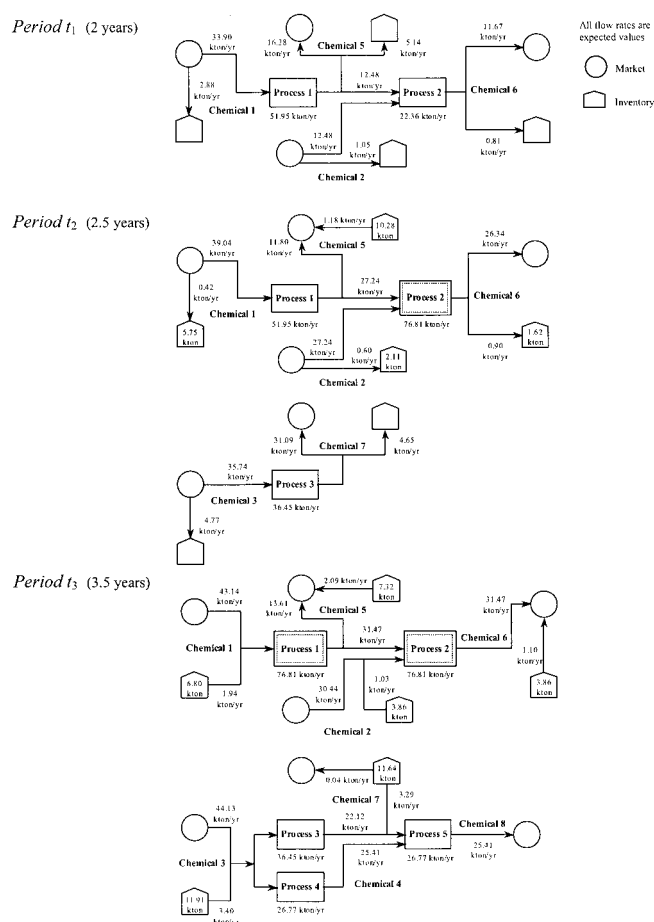 Period t₁ (2 years)
33.90
kton/yr
2.88
kton/yr
Chemical 1
Process 1
51.95 kton/yr
16.28
kton/yr
Chemical 5
5.14
kton/yr
12.48
kton/yr
Process 2
22.36 kton/yr
12.48
kton/yr
1.05
kton/yr
Chemical 2
11.67
kton/yr
Chemical 6
0.81
kton/yr
All flow rates are
expected values
Market
Inventory
Period t₂ (2.5 years)
39.04
kton/yr
0.42
kton/yr
Chemical 1
5.75
kton
Process 1
51.95 kton/yr
1.18 kton/yr
10.28
kton
11.80
kton/yr
Chemical 5
27.24
kton/yr
Process 2
76.81 kton/yr
27.24
kton/yr
0.60
kton/yr
2.11
kton
Chemical 2
26.34
kton/yr
Chemical 6
0.90
kton/yr
1.62
kton
31.09
kton/yr
Chemical 7
4.65
kton/yr
35.74
kton/yr
Chemical 3
Process 3
36.45 kton/yr
4.77
kton/yr
Period t₃ (3.5 years)
43.14
kton/yr
Chemical 1
6.80
kton
1.94
kton/yr
Process 1
76.81 kton/yr
2.09 kton/yr
7.32
kton
13.61
kton/yr
Chemical 5
31.47
kton/yr
Process 2
76.81 kton/yr
30.44
kton/yr
1.03
kton/yr
3.86
kton
Chemical 2
31.47
kton/yr
Chemical 6
1.10
kton/yr
3.86
kton
0.04 kton/yr
11.64
kton
Chemical 7
3.29
kton/yr
44.13
kton/yr
Chemical 3
11.91
kton
3.40
kton/yr
Process 3
36.45 kton/yr
22.12
kton/yr
Process 4
26.77 kton/yr
25.41
kton/yr
Chemical 4
Process 5
26.77 kton/yr
Chemical 8
25.41
kton/yr